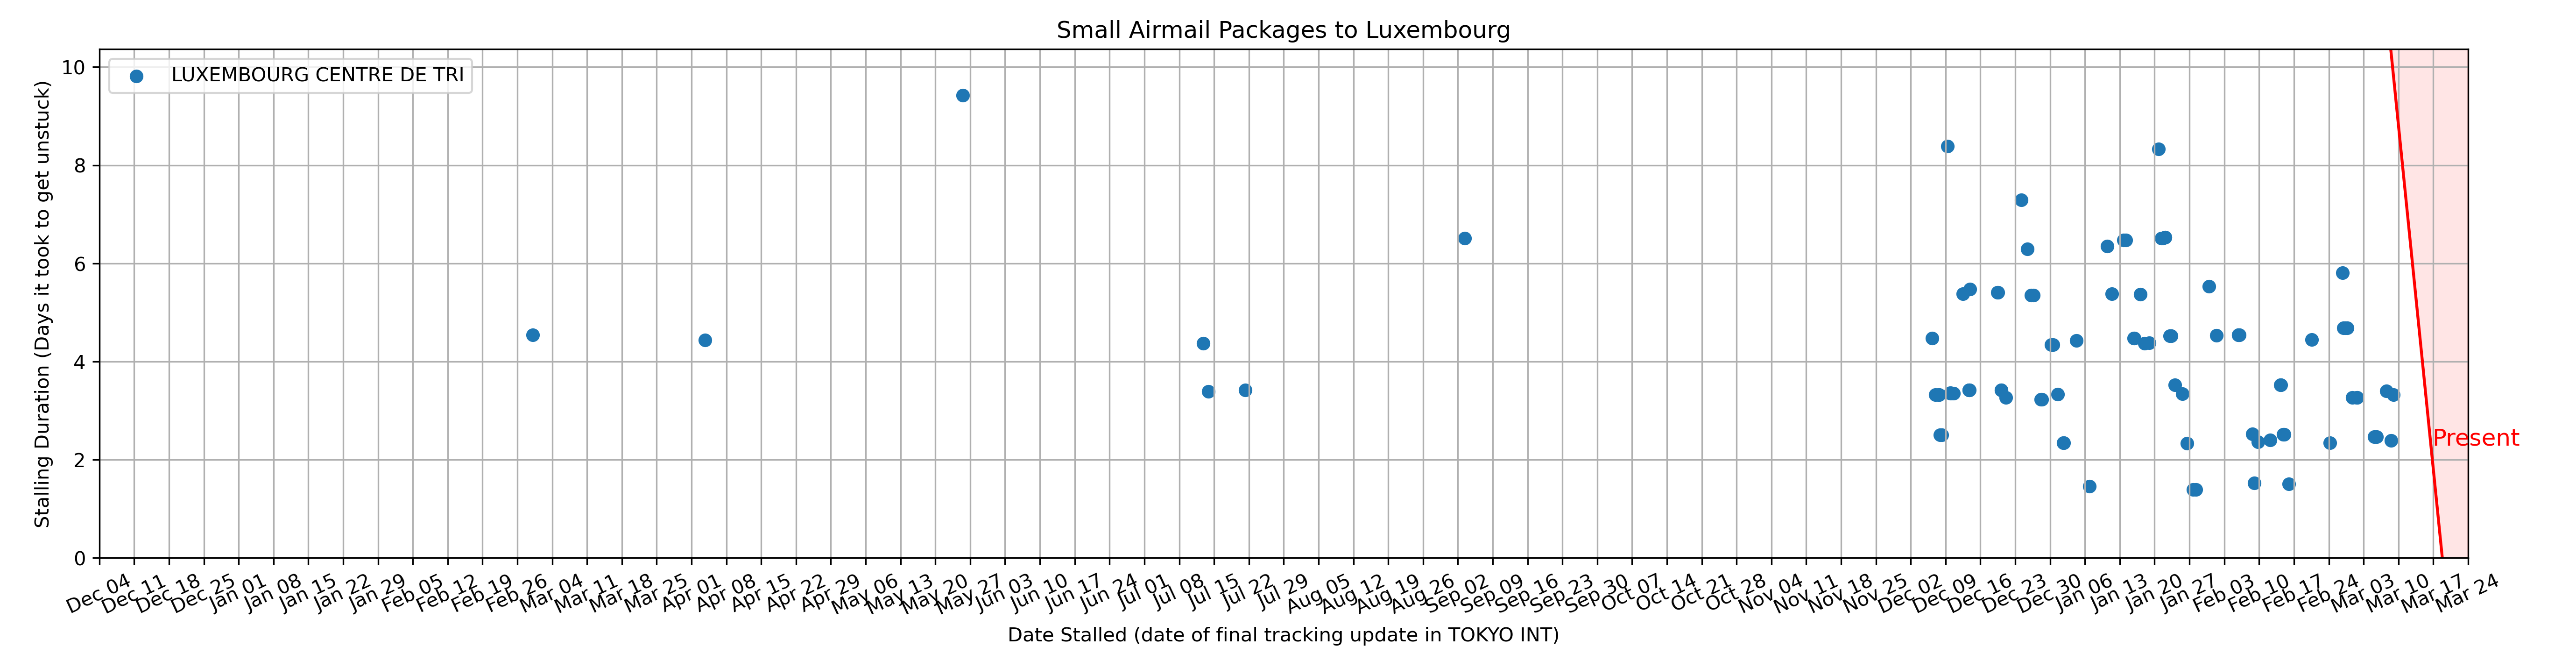 Small Airmail Packages to Luxembourg
LUXEMBOURG CENTRE DE TRI
Stalling Duration (Days it took to get unstuck)
10
8
6
4
2
0
Present
Dec 04
Dec 11
Dec 18
Dec 25
Jan 01
Jan 08
Jan 15
Jan 22
Jan 29
Feb 05
Feb 12
Feb 19
Feb 26
Mar 04
Mar 11
Mar 18
Mar 25
Apr 01
Apr 08
Apr 15
Apr 22
Apr 29
May 06
May 13
May 20
May 27
Jun 03
Jun 10
Jun 17
Jun 24
Jul 01
Jul 08
Jul 15
Jul 22
Jul 29
Aug 05
Aug 12
Aug 19
Aug 26
Sep 02
Sep 09
Sep 16
Sep 23
Sep 30
Oct 07
Oct 14
Oct 21
Oct 28
Nov 04
Nov 11
Nov 18
Nov 25
Dec 02
Dec 09
Dec 16
Dec 23
Dec 30
Jan 06
Jan 13
Jan 20
Jan 27
Feb 03
Feb 10
Feb 17
Feb 24
Mar 03
Mar 10
Mar 17
Mar 24
Date Stalled (date of final tracking update in TOKYO INT)